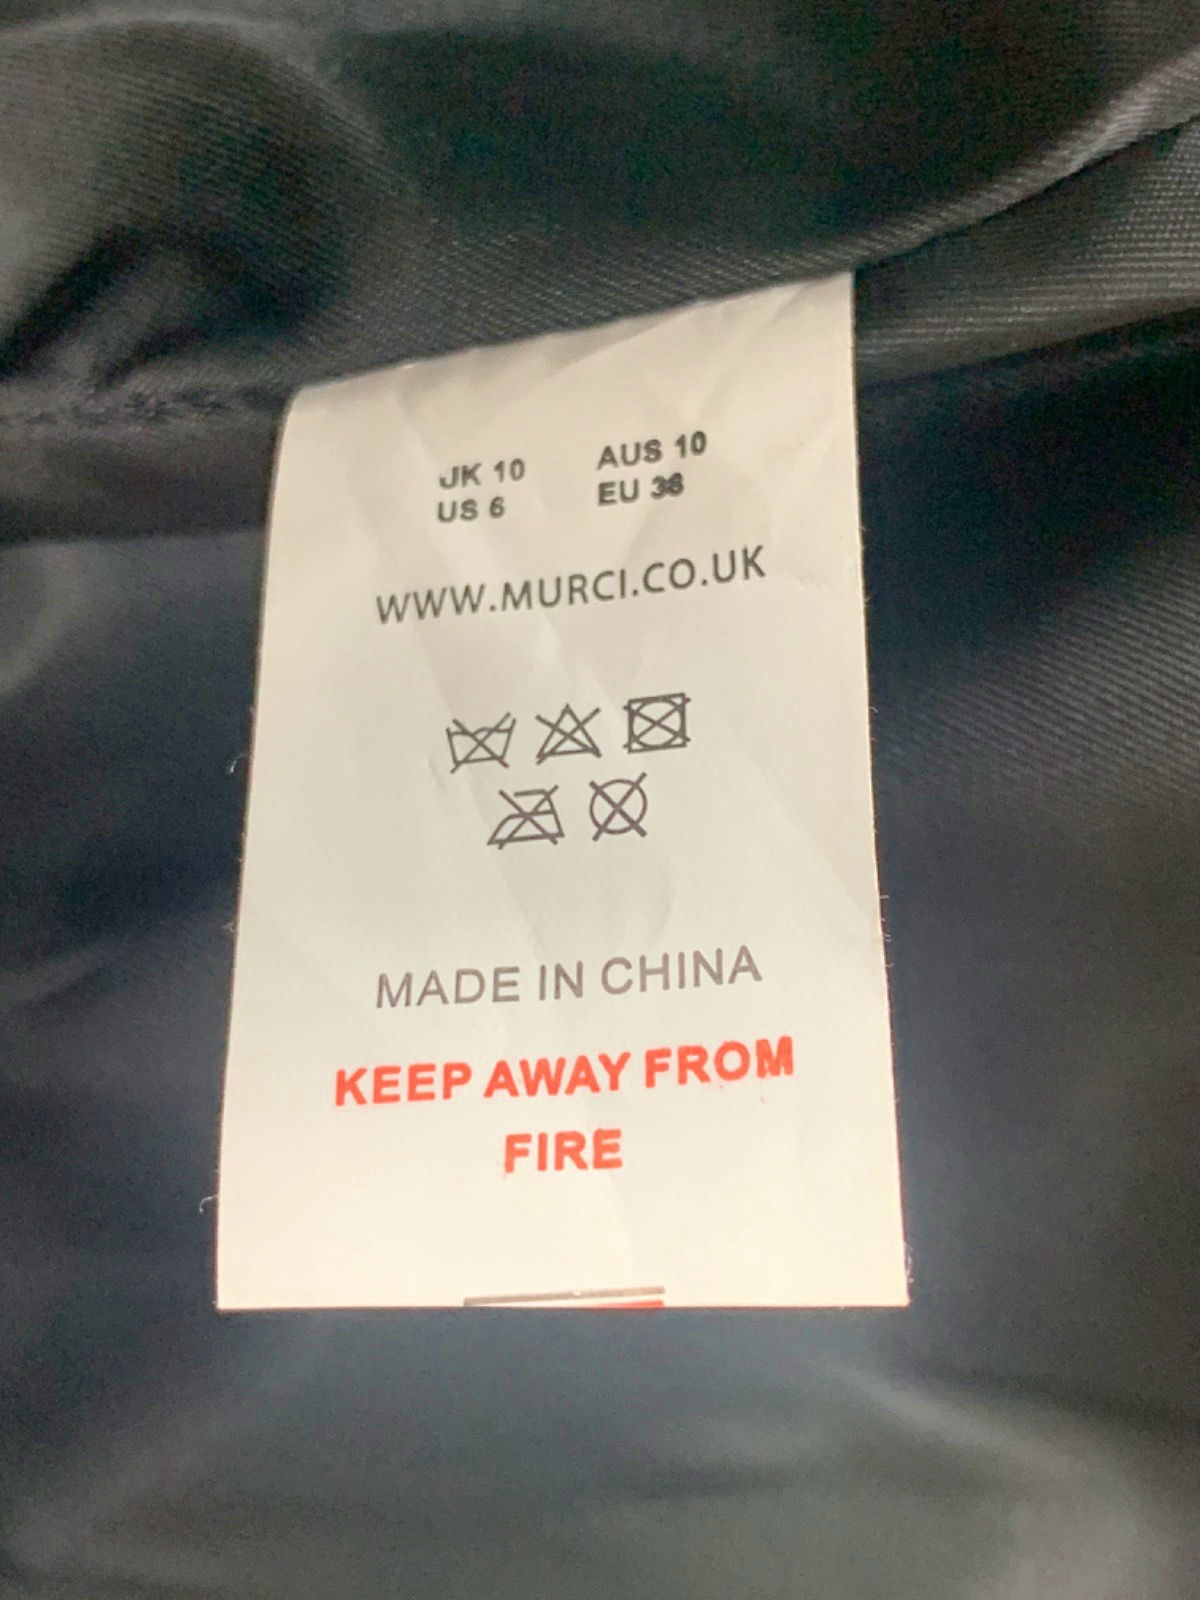 UK 10 AUS 10
US 6 EU 38
WWW.MURCI.CO.UK
MADE IN CHINA
KEEP AWAY FROM
FIRE